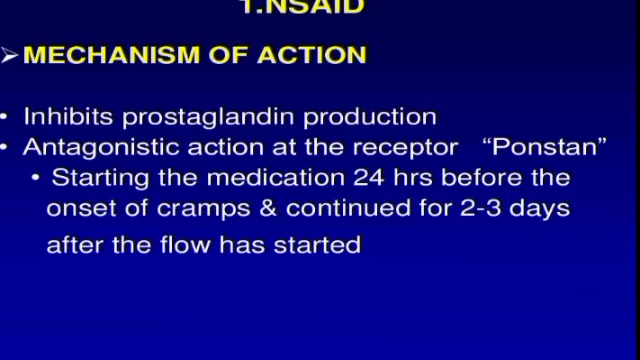 1.NSAID
➢MECHANISM OF ACTION
• Inhibits prostaglandin production
• Antagonistic action at the receptor “Ponstan”
• Starting the medication 24 hrs before the
onset of cramps & continued for 2-3 days
after the flow has started